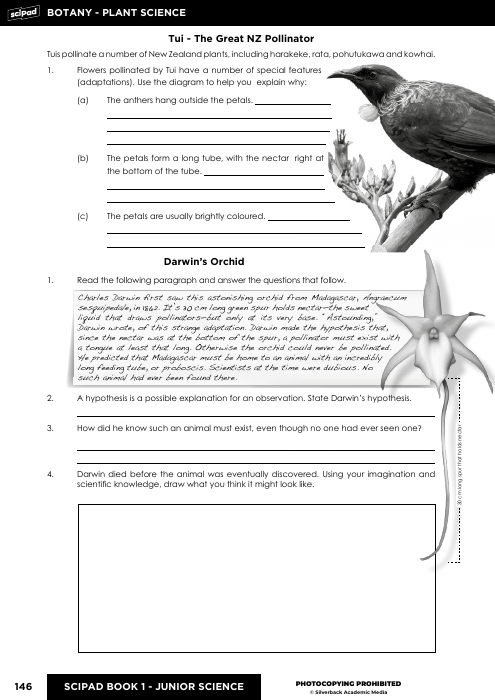 scipad
BOTANY - PLANT SCIENCE
Tui - The Great NZ Pollinator
Tuis pollinate a number of New Zealand plants, including harakeke, rata, pohutukawa and kowhai.
1. Flowers pollinated by Tui have a number of special features
(adaptations). Use the diagram to help you explain why:
(a) The anthers hang outside the petals.
(b) The petals form a long tube, with the nectar right at
the bottom of the tube.
(c) The petals are usually brightly coloured.
Darwin's Orchid
1. Read the following paragraph and answer the questions that follow.
Charles Darwin first saw this astonishing orchid from Madagascar, Angraecum
sesquipedale, in 1862. It's 30 cm long green spur holds nectar—the sweet
liquid that draws pollinators—but only at its very base. "Astounding,"
Darwin wrote, of this strange adaptation. Darwin made the hypothesis that,
since the nectar was at the bottom of the spur, a pollinator must exist with
a tongue at least that long. Otherwise the orchid could never be pollinated.
He predicted that Madagascar must be home to an animal with an incredibly
long feeding tube, or proboscis. Scientists at the time were dubious. No
such animal had ever been found there.
2. A hypothesis is a possible explanation for an observation. State Darwin's hypothesis.
3. How did he know such an animal must exist, even though no one had ever seen one?
4. Darwin died before the animal was eventually discovered. Using your imagination and
scientific knowledge, draw what you think it might look like.
30 cm long spur that holds nectar
146
SCIPAD BOOK 1 - JUNIOR SCIENCE
PHOTOCOPYING PROHIBITED
© Silverback Academic Media